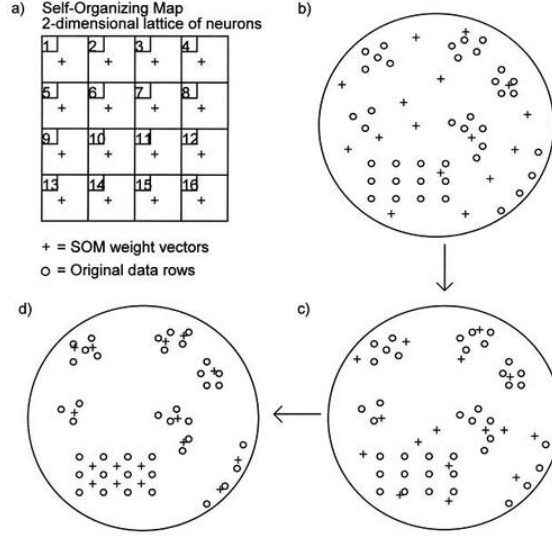 a) Self-Organizing Map
2-dimensional lattice of neurons
1 2 3 4
5 6 7 8
9 10 11 12
13 14 15 16
+ = SOM weight vectors
o = Original data rows
b)
c)
d)